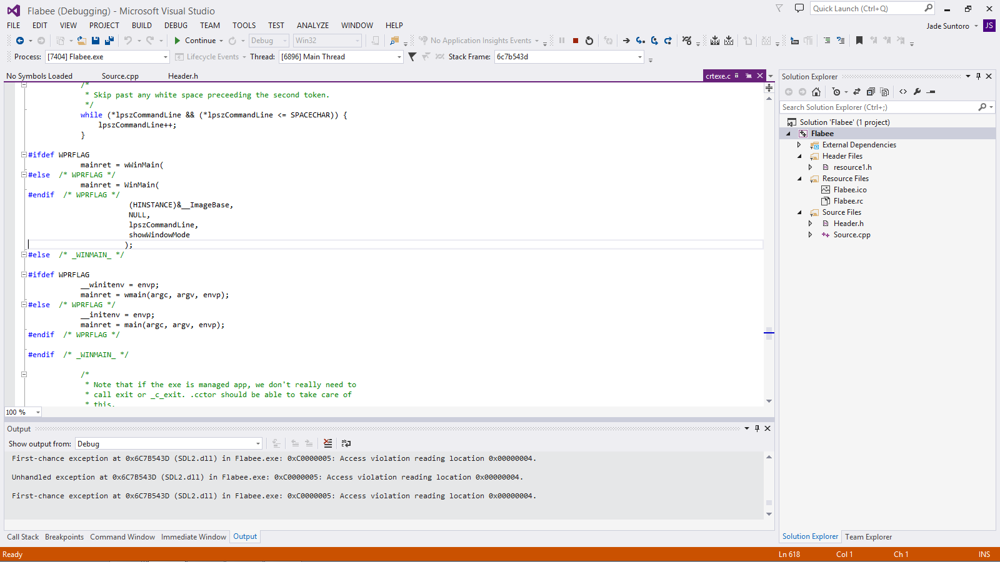 Flabee (Debugging) - Microsoft Visual Studio
Quick Launch (Ctrl+Q)
FILE EDIT VIEW PROJECT BUILD DEBUG TEAM TOOLS TEST ANALYZE WINDOW HELP
Jade Suntoro JS
Continue Debug Win32 No Application Insights Events
Process: [7404] Flabee.exe Lifecycle Events Thread: [6896] Main Thread Stack Frame: 6c7b543d
No Symbols Loaded Source.cpp Header.h crtexe.c
/*
* Skip past any white space preceeding the second token.
*/
while (*lpszCommandLine && (*lpszCommandLine <= SPACECHAR)) {
lpszCommandLine++;
}
#ifdef WPRFLAG
mainret = wWinMain(
#else /* WPRFLAG */
mainret = WinMain(
#endif /* WPRFLAG */
(HINSTANCE)&__ImageBase,
NULL,
lpszCommandLine,
showWindowMode
);
#else /* _WINMAIN_ */
#ifdef WPRFLAG
__winitenv = envp;
mainret = wmain(argc, argv, envp);
#else /* WPRFLAG */
__initenv = envp;
mainret = main(argc, argv, envp);
#endif /* WPRFLAG */
#endif /* _WINMAIN_ */
/*
* Note that if the exe is managed app, we don't really need to
* call exit or _c_exit. .cctor should be able to take care of
* this.
100 %
Output
Show output from: Debug
First-chance exception at 0x6C7B543D (SDL2.dll) in Flabee.exe: 0xC0000005: Access violation reading location 0x00000004.
Unhandled exception at 0x6C7B543D (SDL2.dll) in Flabee.exe: 0xC0000005: Access violation reading location 0x00000004.
First-chance exception at 0x6C7B543D (SDL2.dll) in Flabee.exe: 0xC0000005: Access violation reading location 0x00000004.
Call Stack Breakpoints Command Window Immediate Window Output
Solution Explorer
Search Solution Explorer (Ctrl+;)
Solution 'Flabee' (1 project)
Flabee
External Dependencies
Header Files
resource1.h
Resource Files
Flabee.ico
Flabee.rc
Source Files
Header.h
Source.cpp
Solution Explorer Team Explorer
Ready Ln 618 Col 1 Ch 1 INS